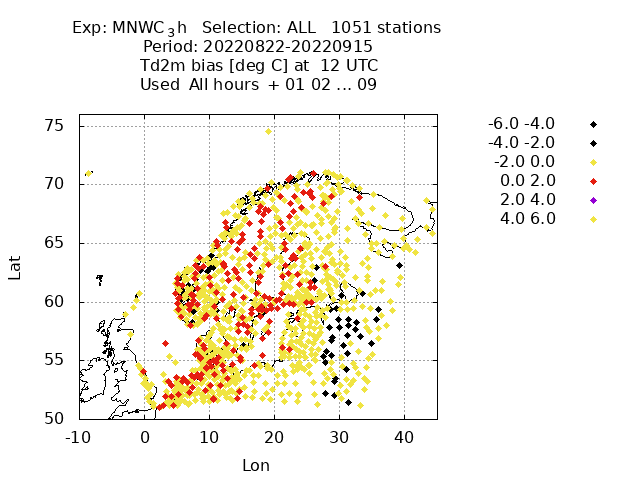 Exp: MNWC_3h Selection: ALL 1051 stations
Period: 20220822-20220915
Td2m bias [deg C] at 12 UTC
Used All hours + 01 02 ... 09
-6.0 -4.0
-4.0 -2.0
-2.0 0.0
0.0 2.0
2.0 4.0
4.0 6.0
75
70
65
60
55
50
Lat
-10 0 10 20 30 40
Lon